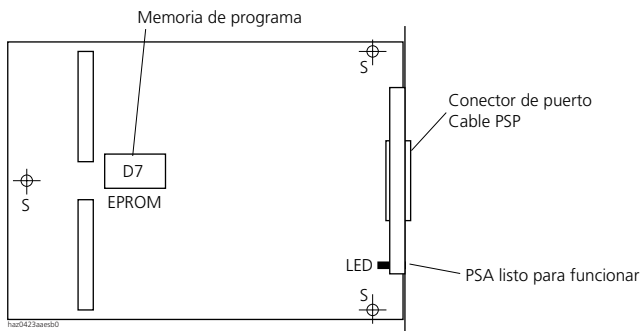 Memoria de programa
S
Conector de puerto
Cable PSP
D7
EPROM
S
LED
PSA listo para funcionar
S
haz0423aaesb0